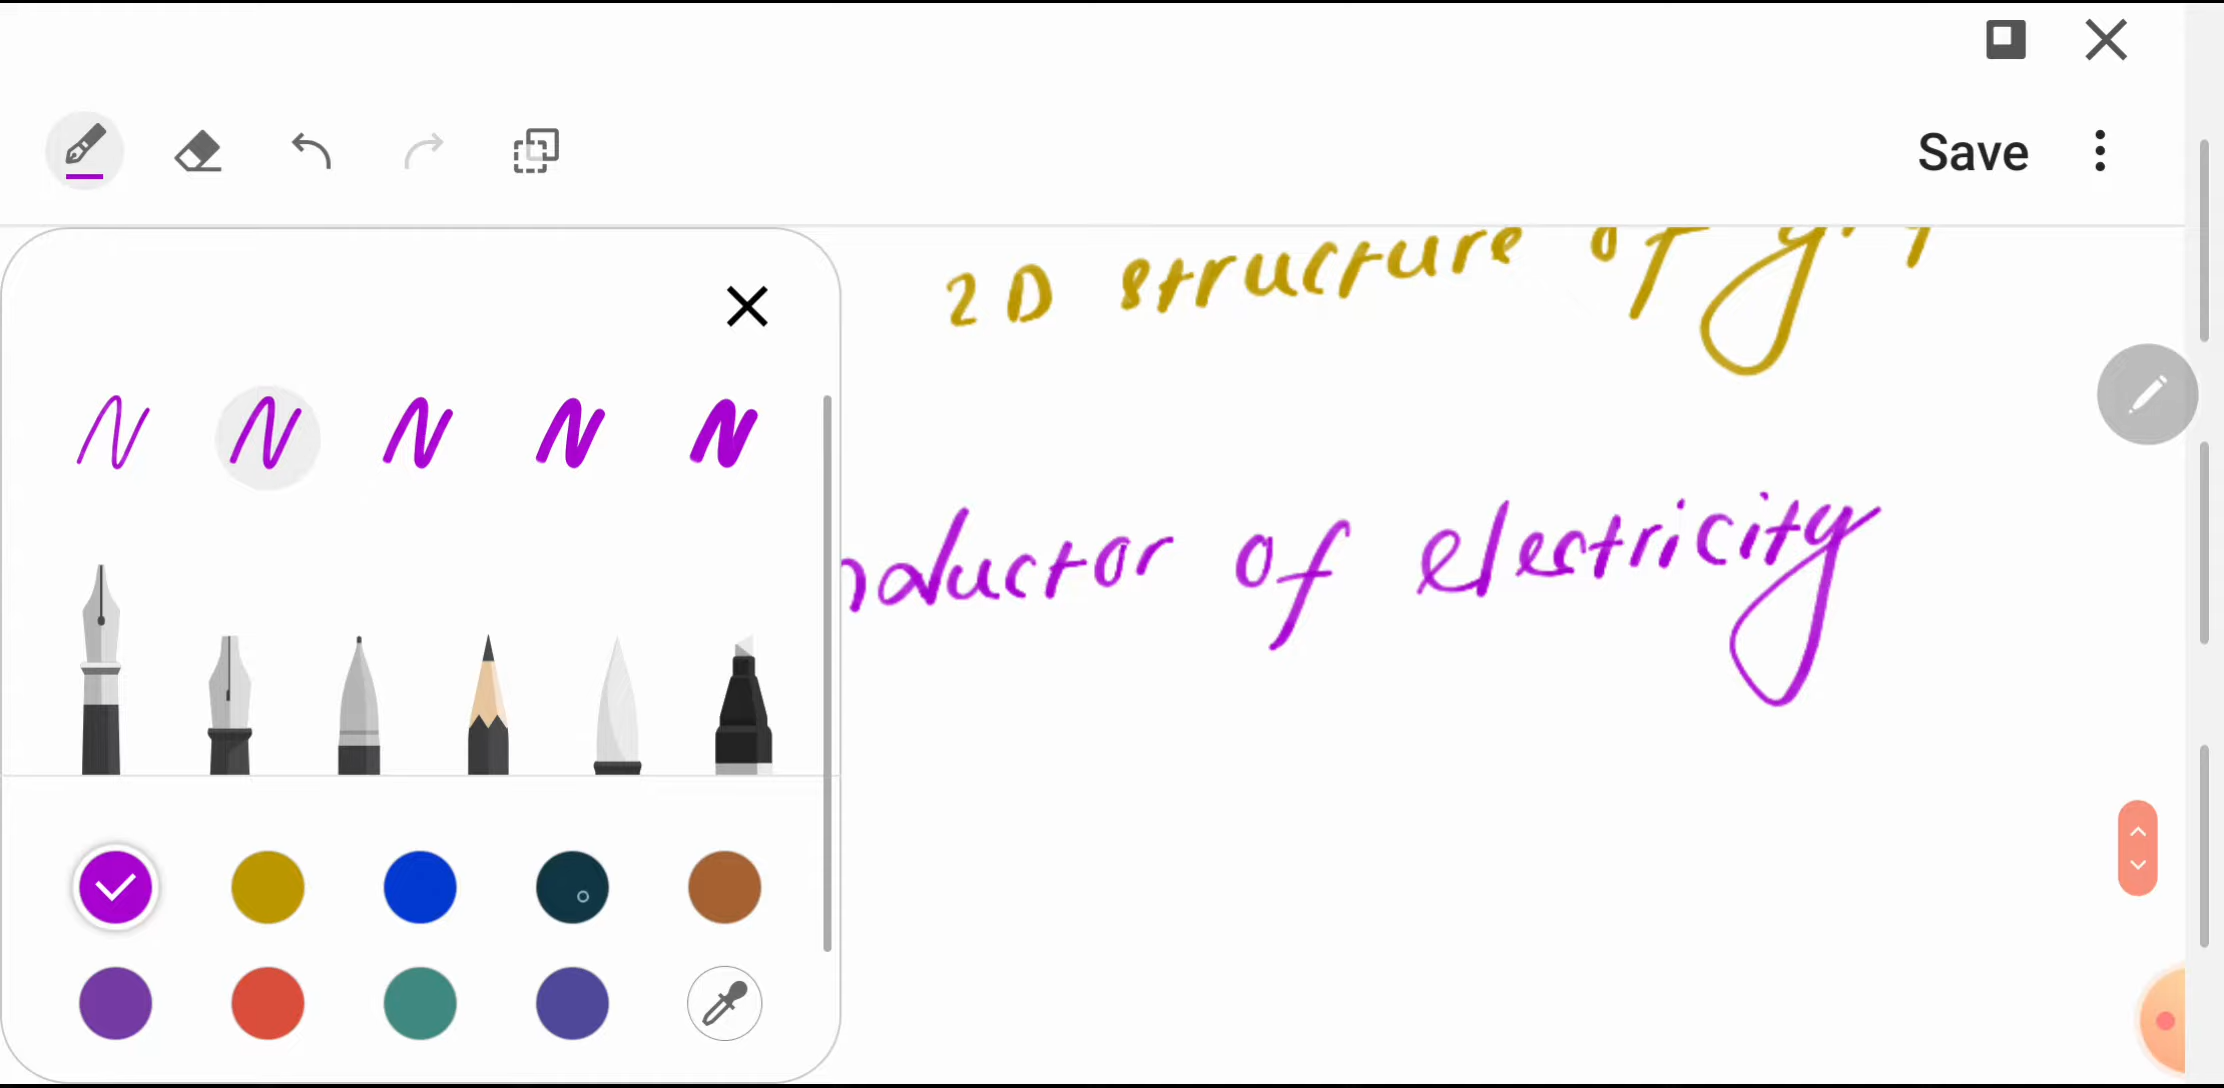 Save
2D structure of
nductor of electricity